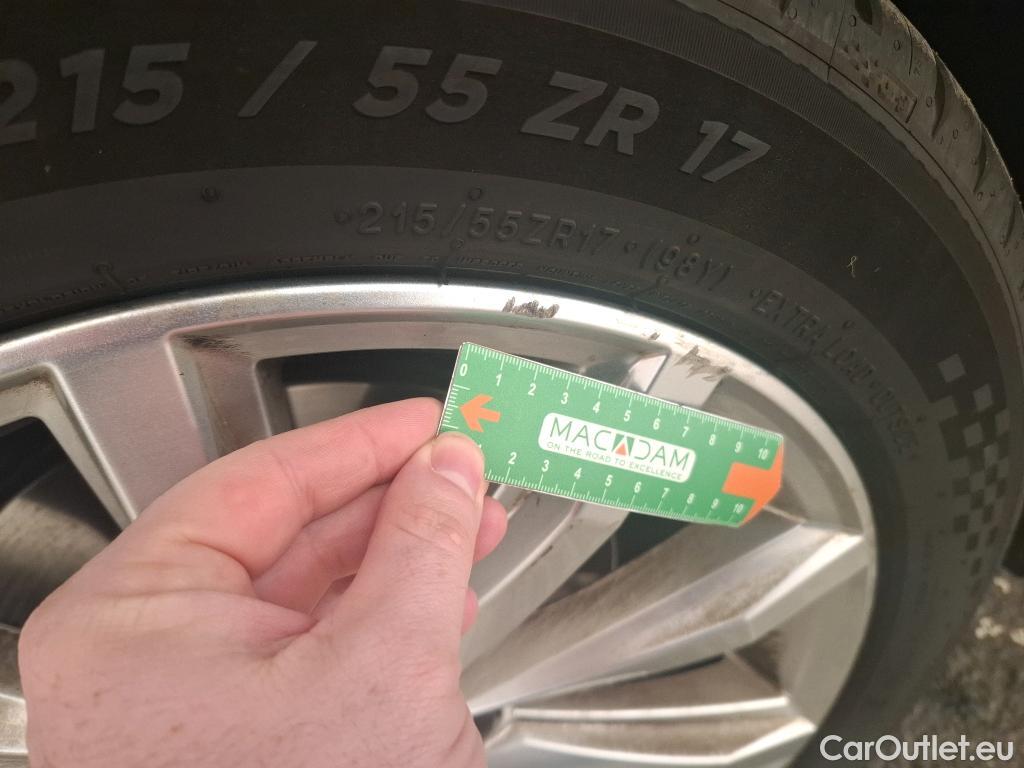 215 / 55 ZR 17
215/55ZR17 (98Y) EXTRA LOAD OUTSIDE
0 1 2 3 4 5 6 7 8 9 10
MACADAM
ON THE ROAD TO EXCELLENCE
2 3 4 5 6 7 8 9 10
CarOutlet.eu